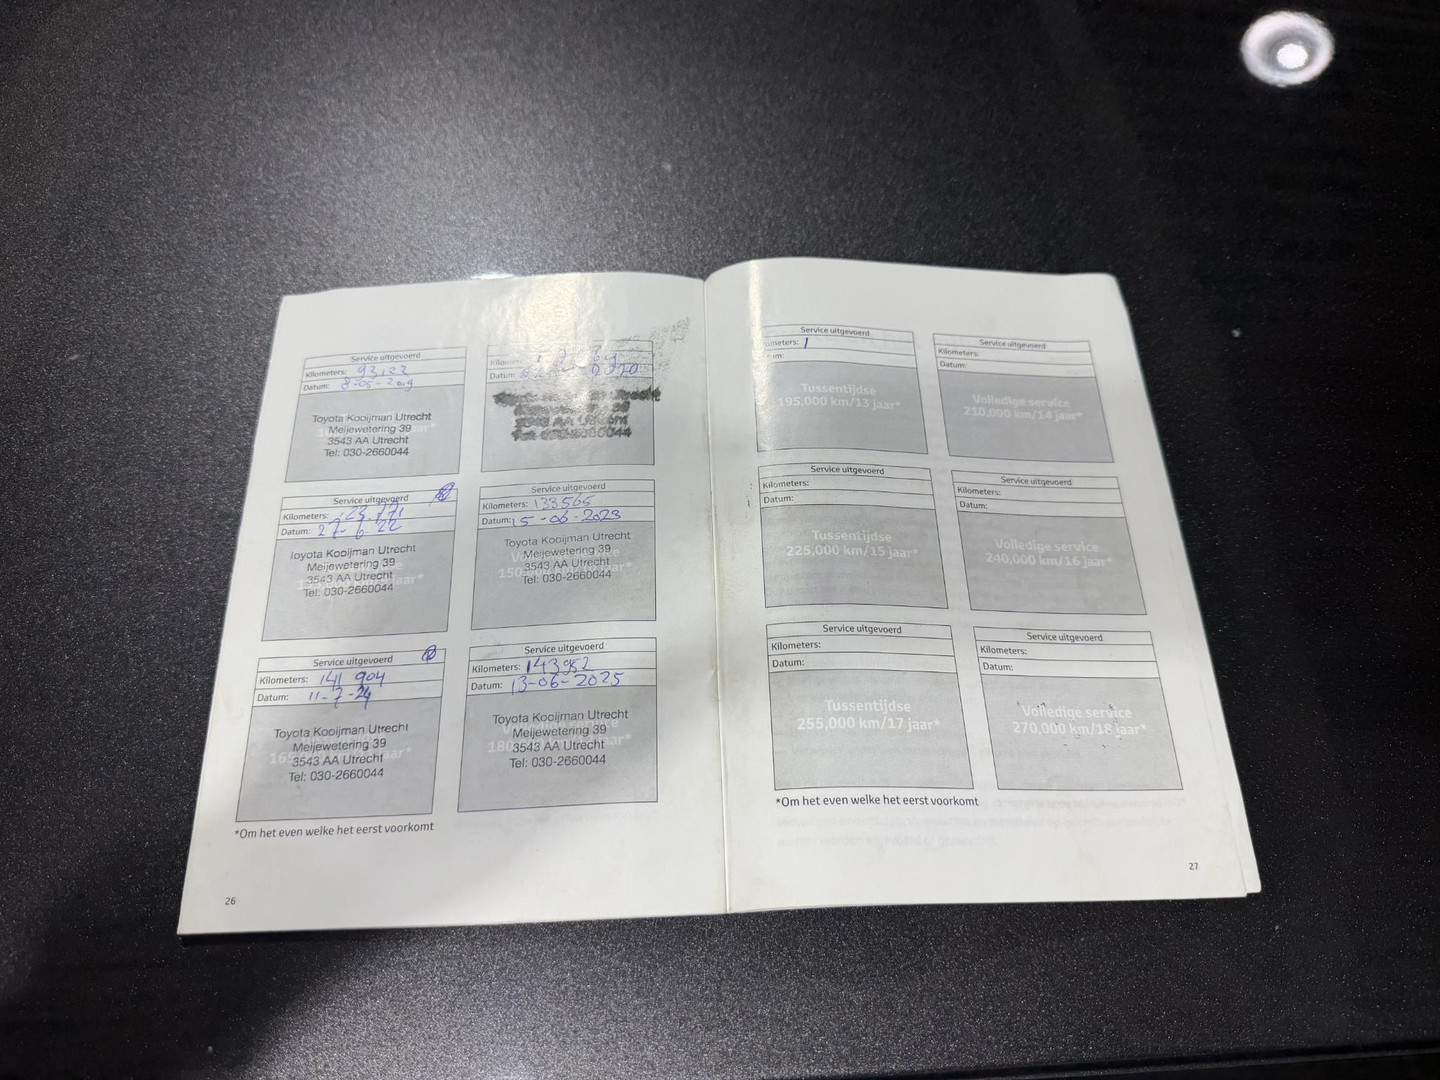 Service uitgevoerd
Kilometers: 93122
Datum: 8-05-2019
Toyota Kooijman Utrecht
Meijewetering 39
3543 AA Utrecht
Tel: 030-2660044
Datum:
3543 AA
Service uitgevoerd
Kilometers: 123 771
Datum: 27-6-22
Toyota Kooijman Utrecht
Meijewetering 39
3543 AA Utrecht
Tel: 030-2660044
Service uitgevoerd
Kilometers: 133565
Datum: 15-06-2023
Toyota Kooijman Utrecht
Meijewetering 39
3543 AA Utrecht
Tel: 030-2660044
Service uitgevoerd
Kilometers: 141 904
Datum: 11-7-24
Toyota Kooijman Utrecht
Meijewetering 39
3543 AA Utrecht
Tel: 030-2660044
Service uitgevoerd
Kilometers: 143952
Datum: 13-06-2025
Toyota Kooijman Utrecht
Meijewetering 39
3543 AA Utrecht
Tel: 030-2660044
*Om het even welke het eerst voorkomt
26
Service uitgevoerd
Tussentijdse
195,000 km/13 jaar*
Service uitgevoerd
Kilometers:
Datum:
Volledige service
210,000 km/14 jaar*
Service uitgevoerd
Kilometers:
Datum:
Tussentijdse
225,000 km/15 jaar*
Service uitgevoerd
Kilometers:
Datum:
Volledige service
240,000 km/16 jaar*
Service uitgevoerd
Kilometers:
Datum:
Tussentijdse
255,000 km/17 jaar*
Service uitgevoerd
Kilometers:
Datum:
Volledige service
270,000 km/18 jaar*
*Om het even welke het eerst voorkomt
27